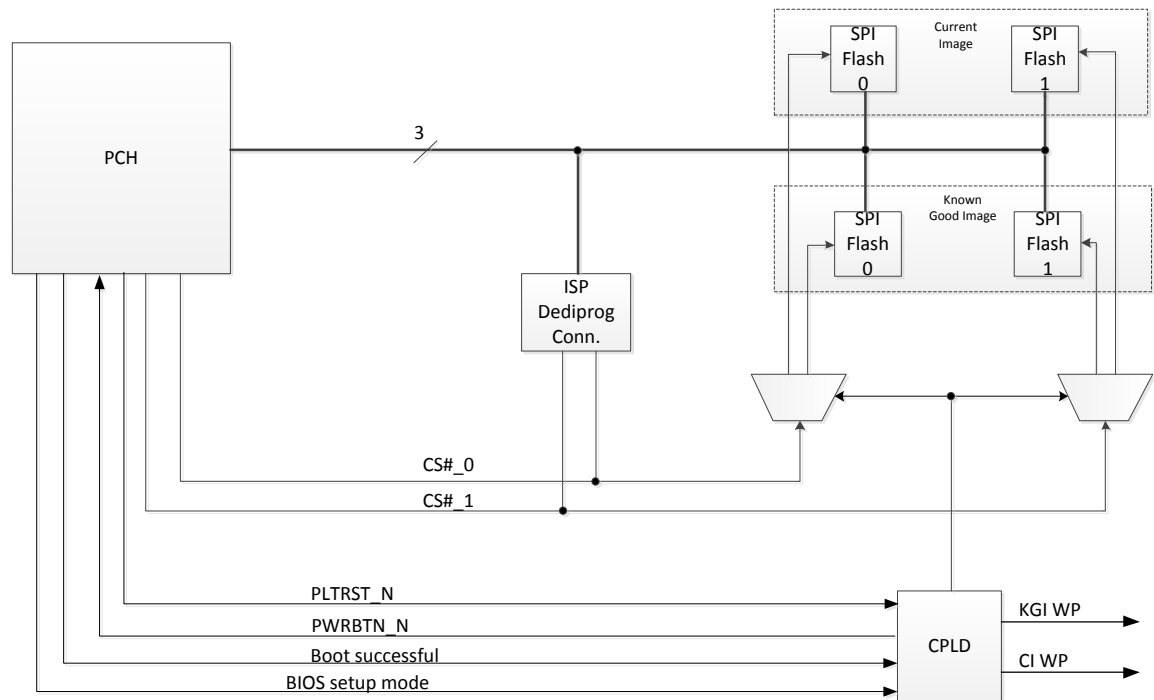 Current
Image
SPI
Flash
0
SPI
Flash
1
PCH
3
Known
Good Image
SPI
Flash
0
SPI
Flash
1
ISP
Dediprog
Conn.
CS#_0
CS#_1
PLTRST_N
PWRBTN_N
Boot successful
BIOS setup mode
CPLD
KGI WP
CI WP